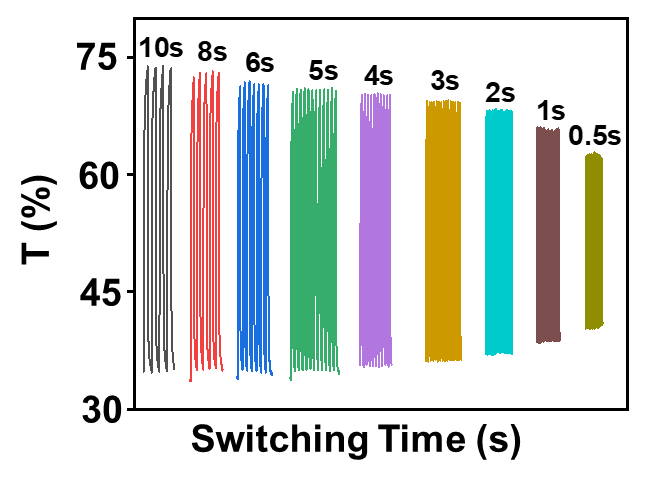 75
60
45
30
T (%)
10s
8s
6s
5s
4s
3s
2s
1s
0.5s
Switching Time (s)